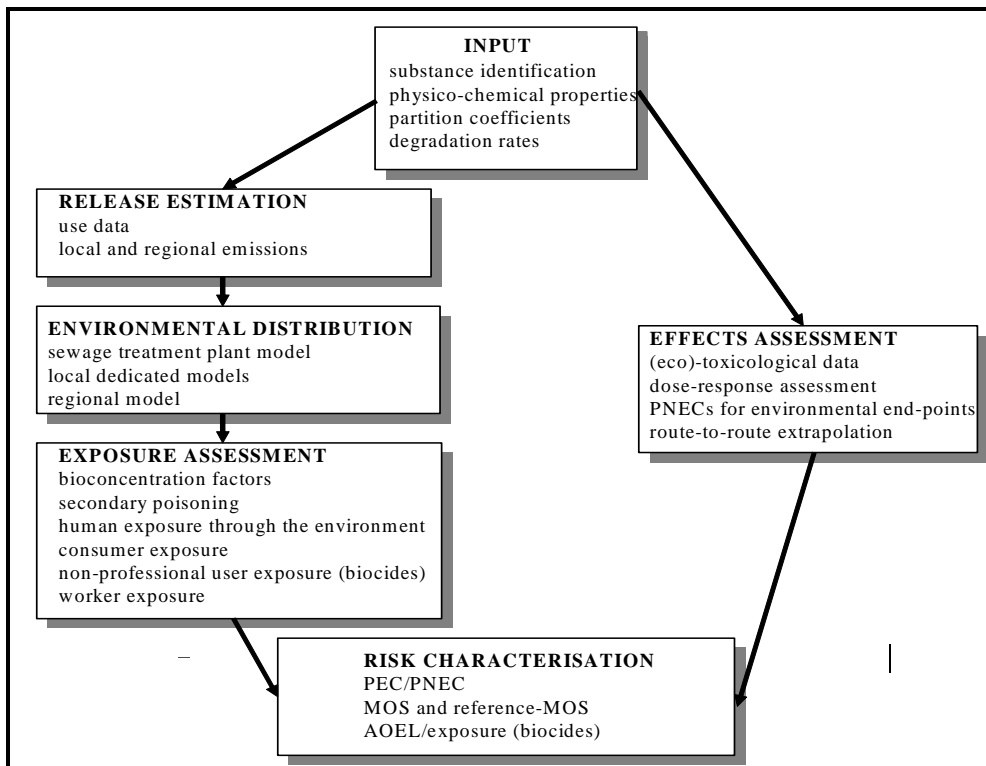 INPUT
substance identification
physico-chemical properties
partition coefficients
degradation rates
RELEASE ESTIMATION
use data
local and regional emissions
ENVIRONMENTAL DISTRIBUTION
sewage treatment plant model
local dedicated models
regional model
EXPOSURE ASSESSMENT
bioconcentration factors
secondary poisoning
human exposure through the environment
consumer exposure
non-professional user exposure (biocides)
worker exposure
EFFECTS ASSESSMENT
(eco)-toxicological data
dose-response assessment
PNECs for environmental end-points
route-to-route extrapolation
RISK CHARACTERISATION
PEC/PNEC
MOS and reference-MOS
AOEL/exposure (biocides)